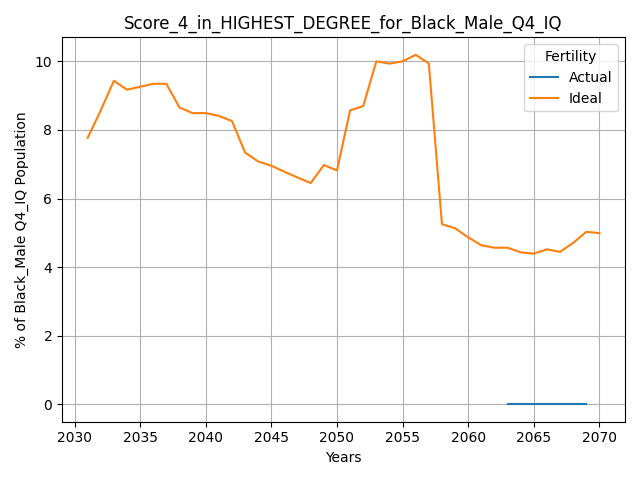 Score_4_in_HIGHEST_DEGREE_for_Black_Male_Q4_IQ
Fertility
Actual
Ideal
% of Black_Male Q4_IQ Population
10
8
6
4
2
0
2030 2035 2040 2045 2050 2055 2060 2065 2070
Years